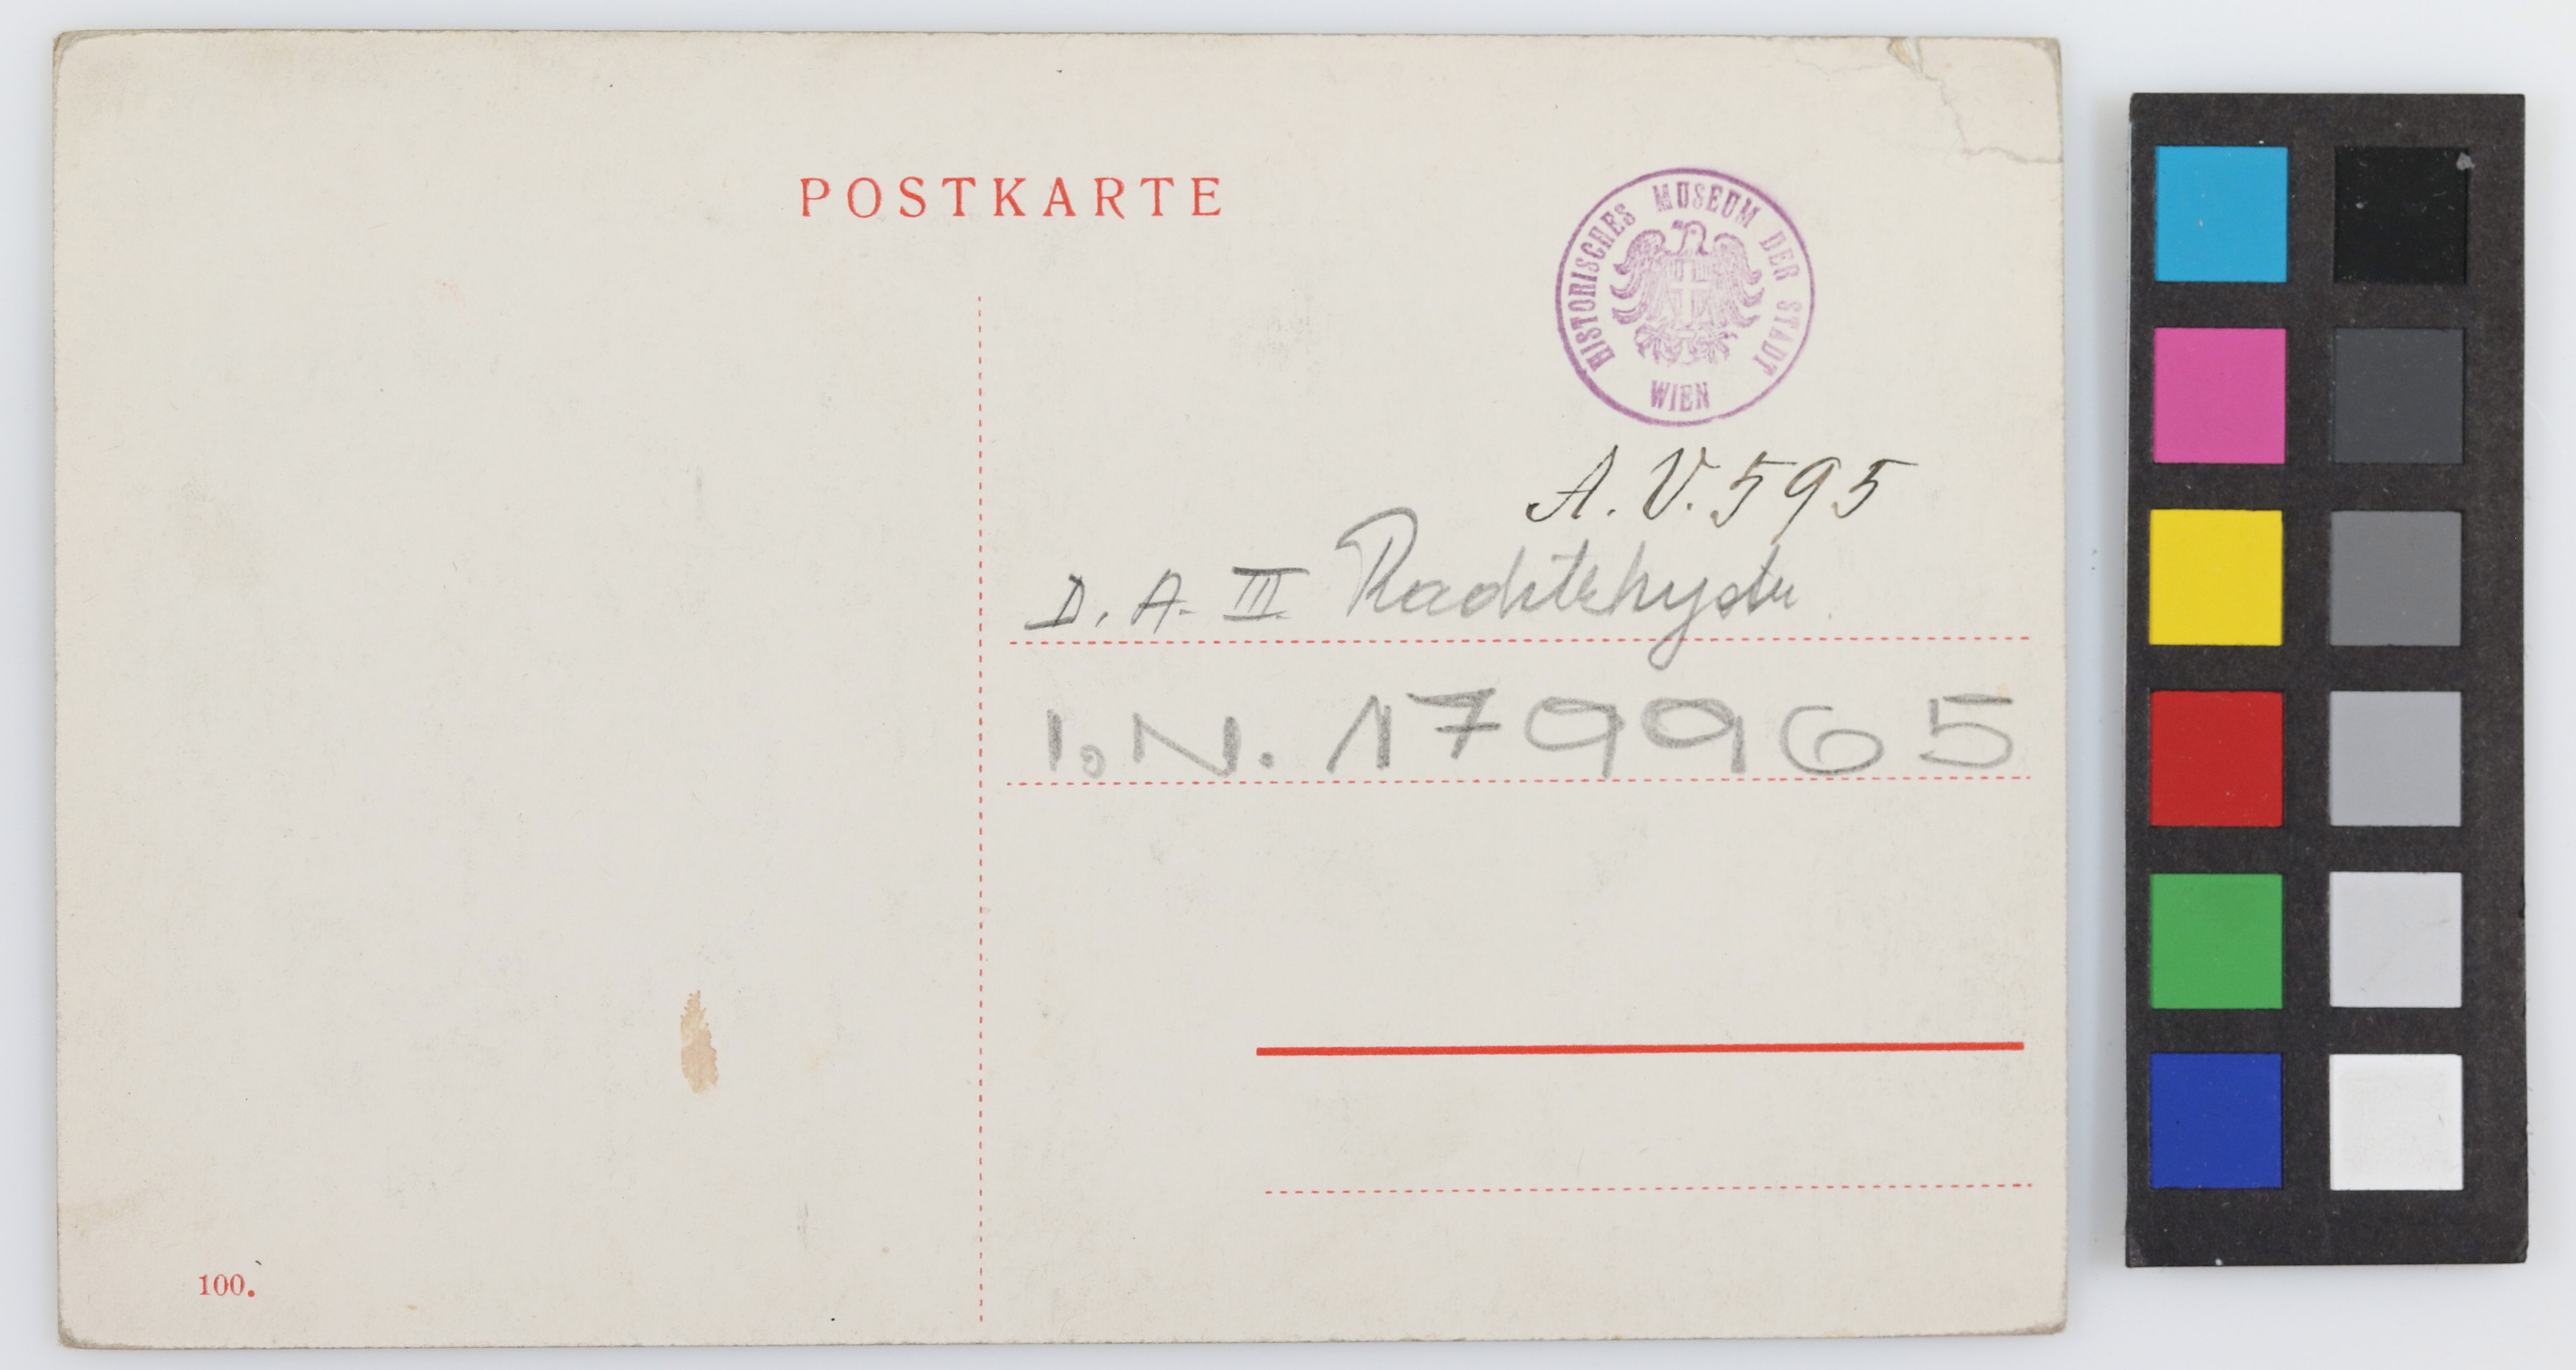 POSTKARTE
HISTORISCHES MUSEUM DER STADT
WIEN
A. V. 595
D. A. III
I. N. 179965
100.